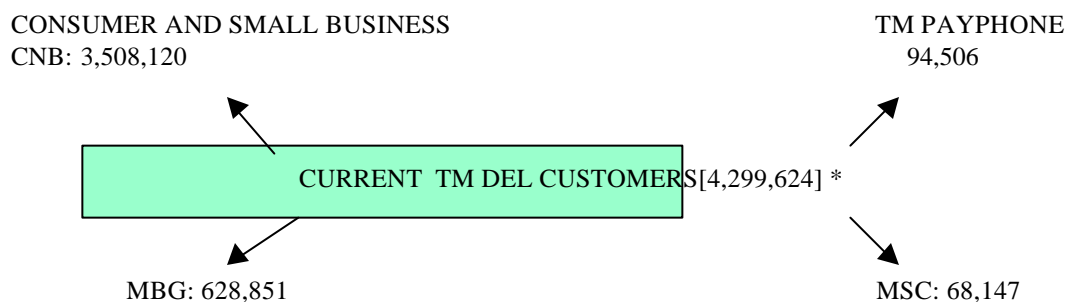 CONSUMER AND SMALL BUSINESS
CNB: 3,508,120
TM PAYPHONE
94,506
CURRENT TM DEL CUSTOMERS[4,299,624] *
MBG: 628,851
MSC: 68,147